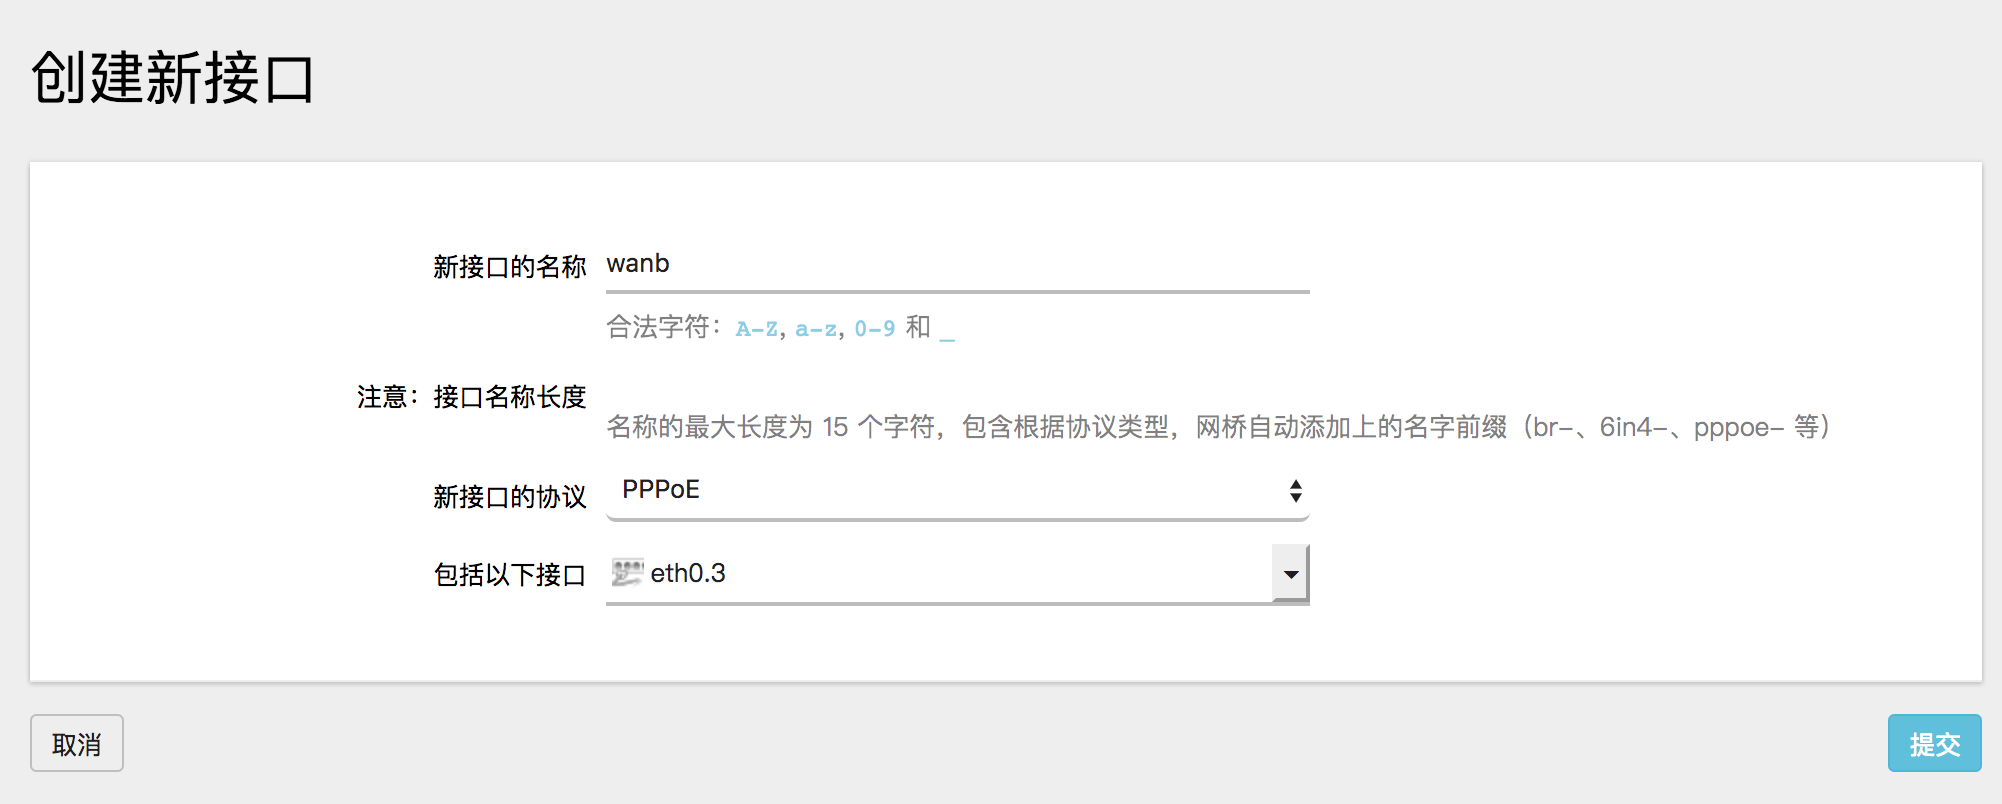 创建新接口
新接口的名称 wanb
合法字符：A-Z, a-z, 0-9 和 _
注意：接口名称长度
名称的最大长度为 15 个字符，包含根据协议类型，网桥自动添加上的名字前缀（br-、6in4-、pppoe- 等）
新接口的协议 PPPoE
包括以下接口 eth0.3
取消 提交